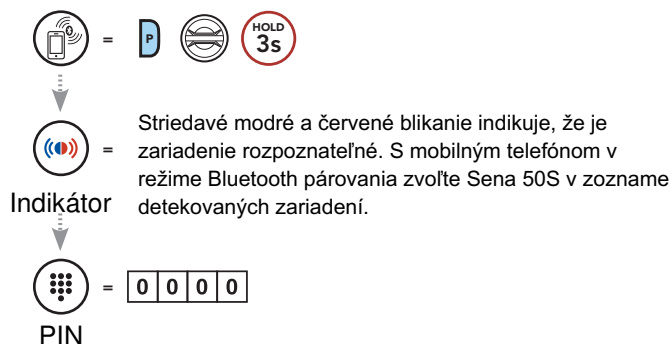 = P HOLD 3s
Striedavé modré a červené blikanie indikuje, že je
= zariadenie rozpoznateľné. S mobilným telefónom v
režime Bluetooth párovania zvoľte Sena 50S v zozname
Indikátor detekovaných zariadení.
= 0 0 0 0
PIN